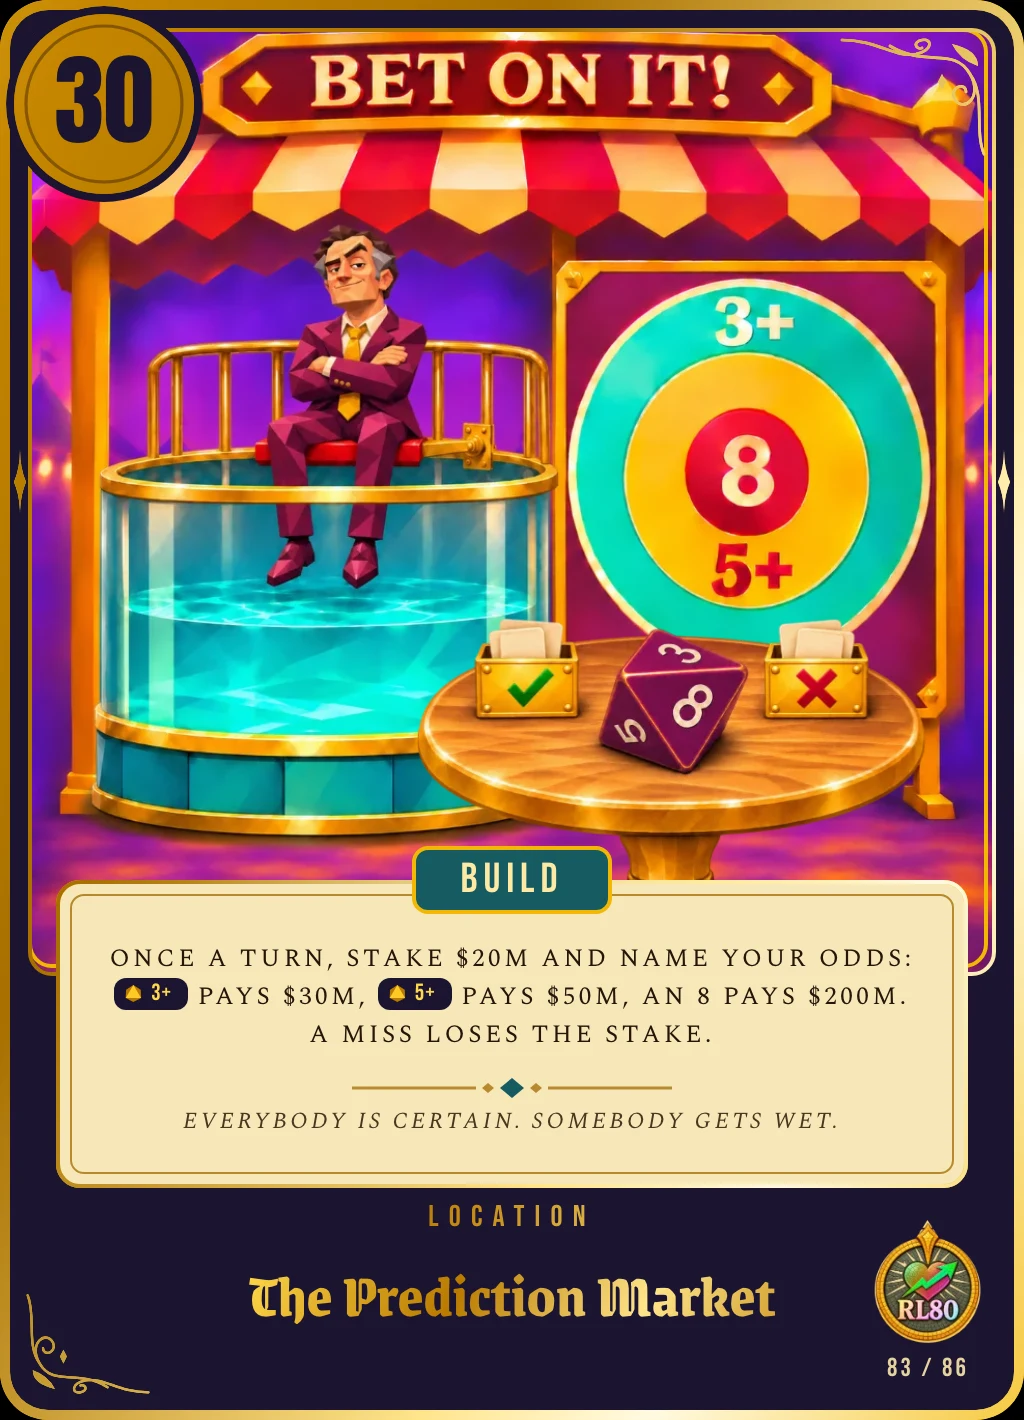 30
BET ON IT!
3+
8
5+
3
8
5
BUILD
ONCE A TURN, STAKE $20M AND NAME YOUR ODDS:
3+ PAYS $30M, 5+ PAYS $50M, AN 8 PAYS $200M.
A MISS LOSES THE STAKE.
EVERYBODY IS CERTAIN. SOMEBODY GETS WET.
LOCATION
The Prediction Market
RL80
83 / 86